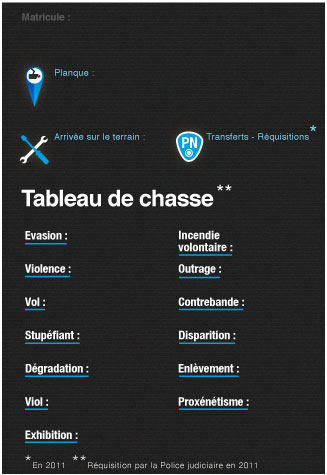 Matricule :
Planque :
Arrivée sur le terrain :
PN
Transferts - Réquisitions*
Tableau de chasse**
Evasion :
Incendie
volontaire :
Violence :
Outrage :
Vol :
Contrebande :
Stupéfiant :
Disparition :
Dégradation :
Enlèvement :
Viol :
Proxénétisme :
Exhibition :
*En 2011 **Réquisition par la Police judiciaire en 2011